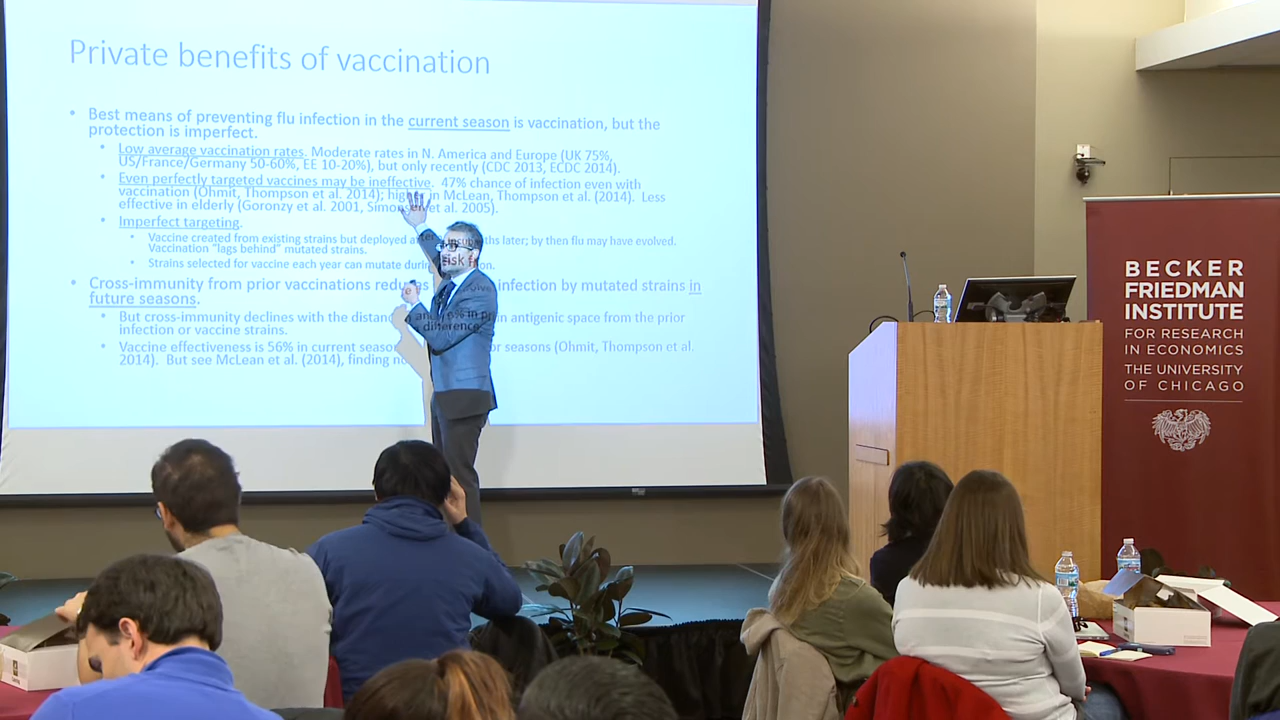 Private benefits of vaccination
• Best means of preventing flu infection in the current season is vaccination, but the
protection is imperfect.
• Low average vaccination rates. Moderate rates in N. America and Europe (UK 75%,
US/France/Germany 50-60%, EE 10-20%), but only recently (CDC 2013, ECDC 2014).
• Even perfectly targeted vaccines may be ineffective. 47% chance of infection even with
vaccination (Ohmit, Thompson et al. 2014); in McLean, Thompson et al. (2014). Less
effective in elderly (Goronzy et al. 2001, et al. 2005).
• Imperfect targeting.
• Vaccine created from existing strains but deployed later; by then flu may have evolved.
Vaccination "lags behind" mutated strains.
• Strains selected for vaccine each year can mutate
• Cross-immunity from prior vaccinations infection by mutated strains in
future seasons.
• But cross-immunity declines with the in antigenic space from the prior
infection or vaccine strains.
• Vaccine effectiveness is 56% in current seasons (Ohmit, Thompson et al.
2014). But see McLean et al. (2014), finding
BECKER
FRIEDMAN
INSTITUTE
FOR RESEARCH
IN ECONOMICS
THE UNIVERSITY
OF CHICAGO